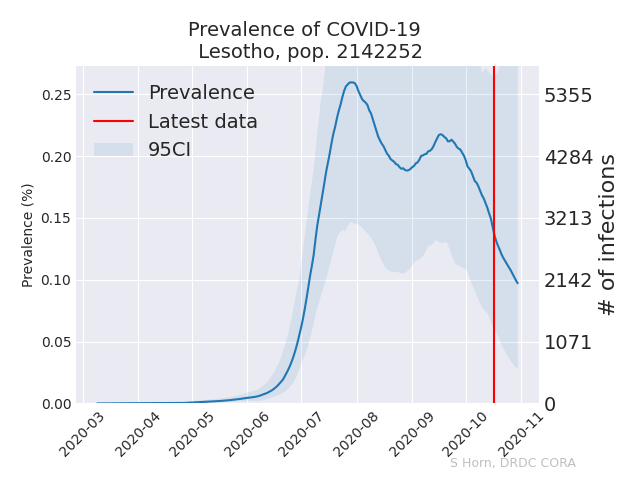 Prevalence of COVID-19
Lesotho, pop. 2142252
Prevalence
Latest data
95CI
Prevalence (%)
0.25
0.20
0.15
0.10
0.05
0.00
5355
4284
3213
2142
1071
0
# of infections
2020-03
2020-04
2020-05
2020-06
2020-07
2020-08
2020-09
2020-10
2020-11
S Horn, DRDC CORA